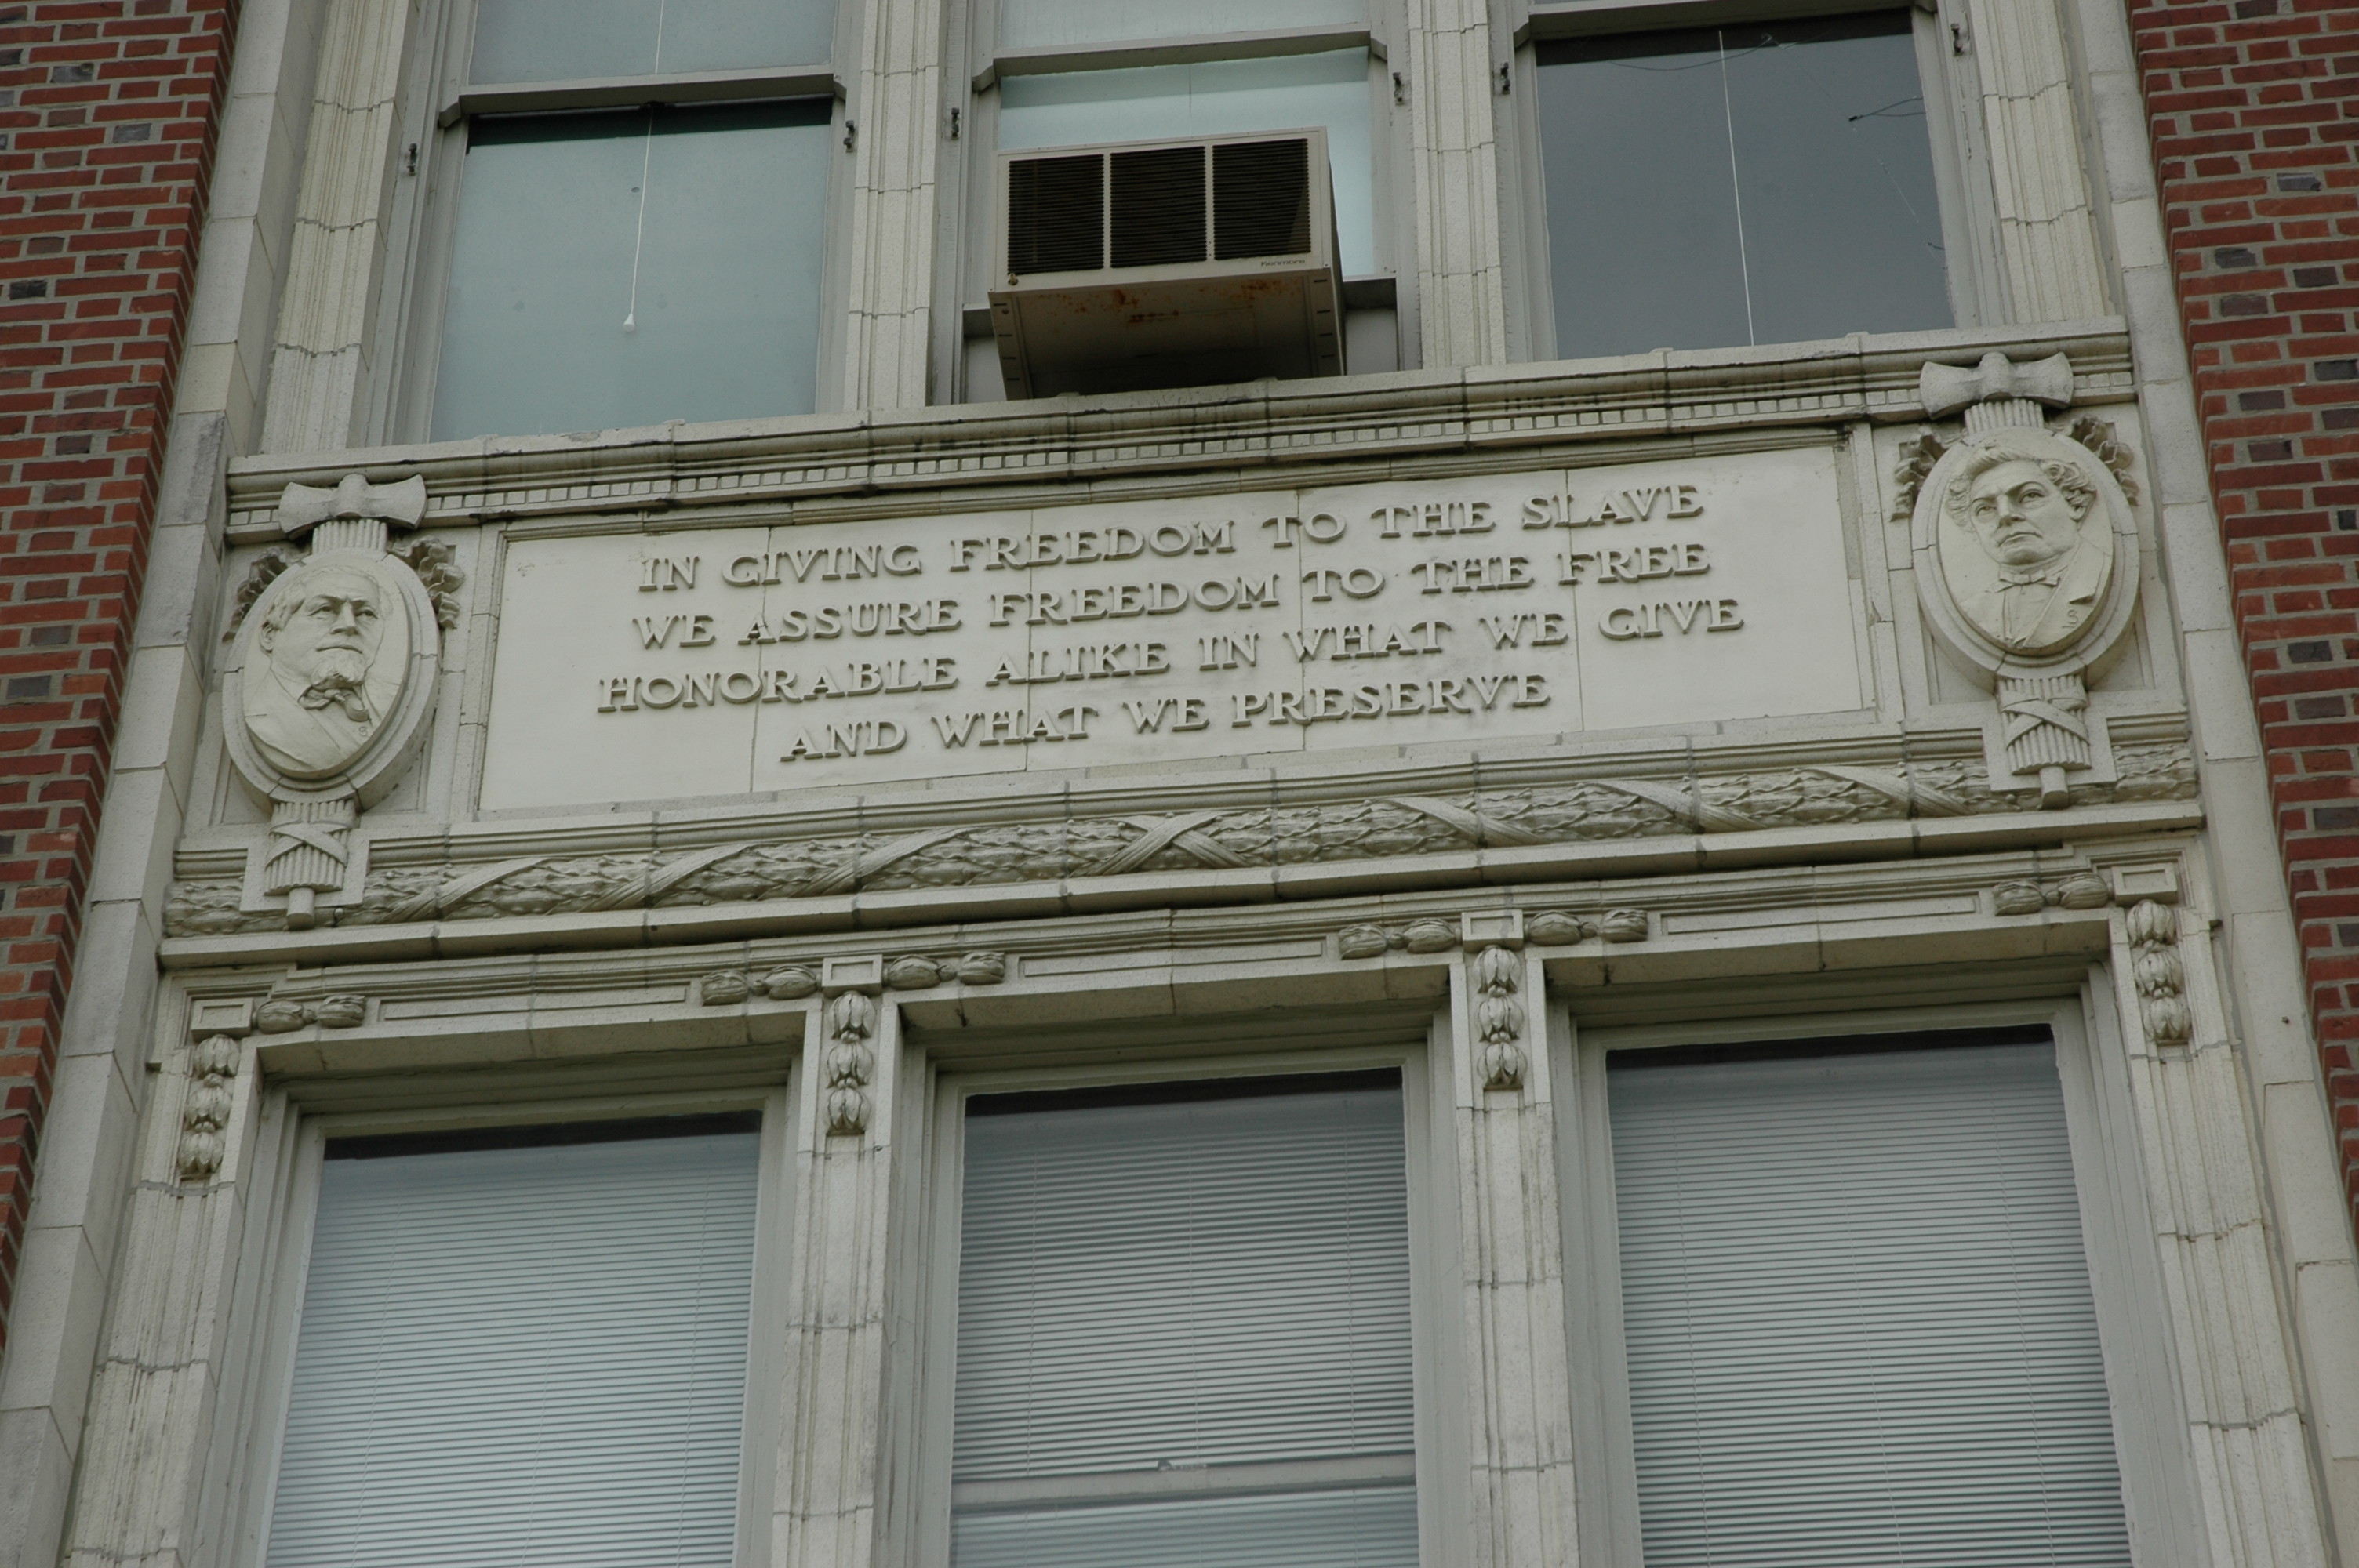 Kenmore
IN GIVING FREEDOM TO THE SLAVE
WE ASSURE FREEDOM TO THE FREE
HONORABLE ALIKE IN WHAT WE GIVE
AND WHAT WE PRESERVE